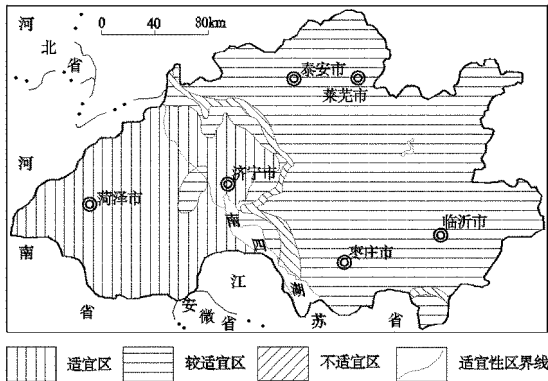 0 40 80km
河
北
省
泰安市
莱芜市
河
南
省
菏泽市
济宁市
南
四
湖
临沂市
枣庄市
安
徽
省
江
苏
省
适宜区
较适宜区
不适宜区
适宜性区界线